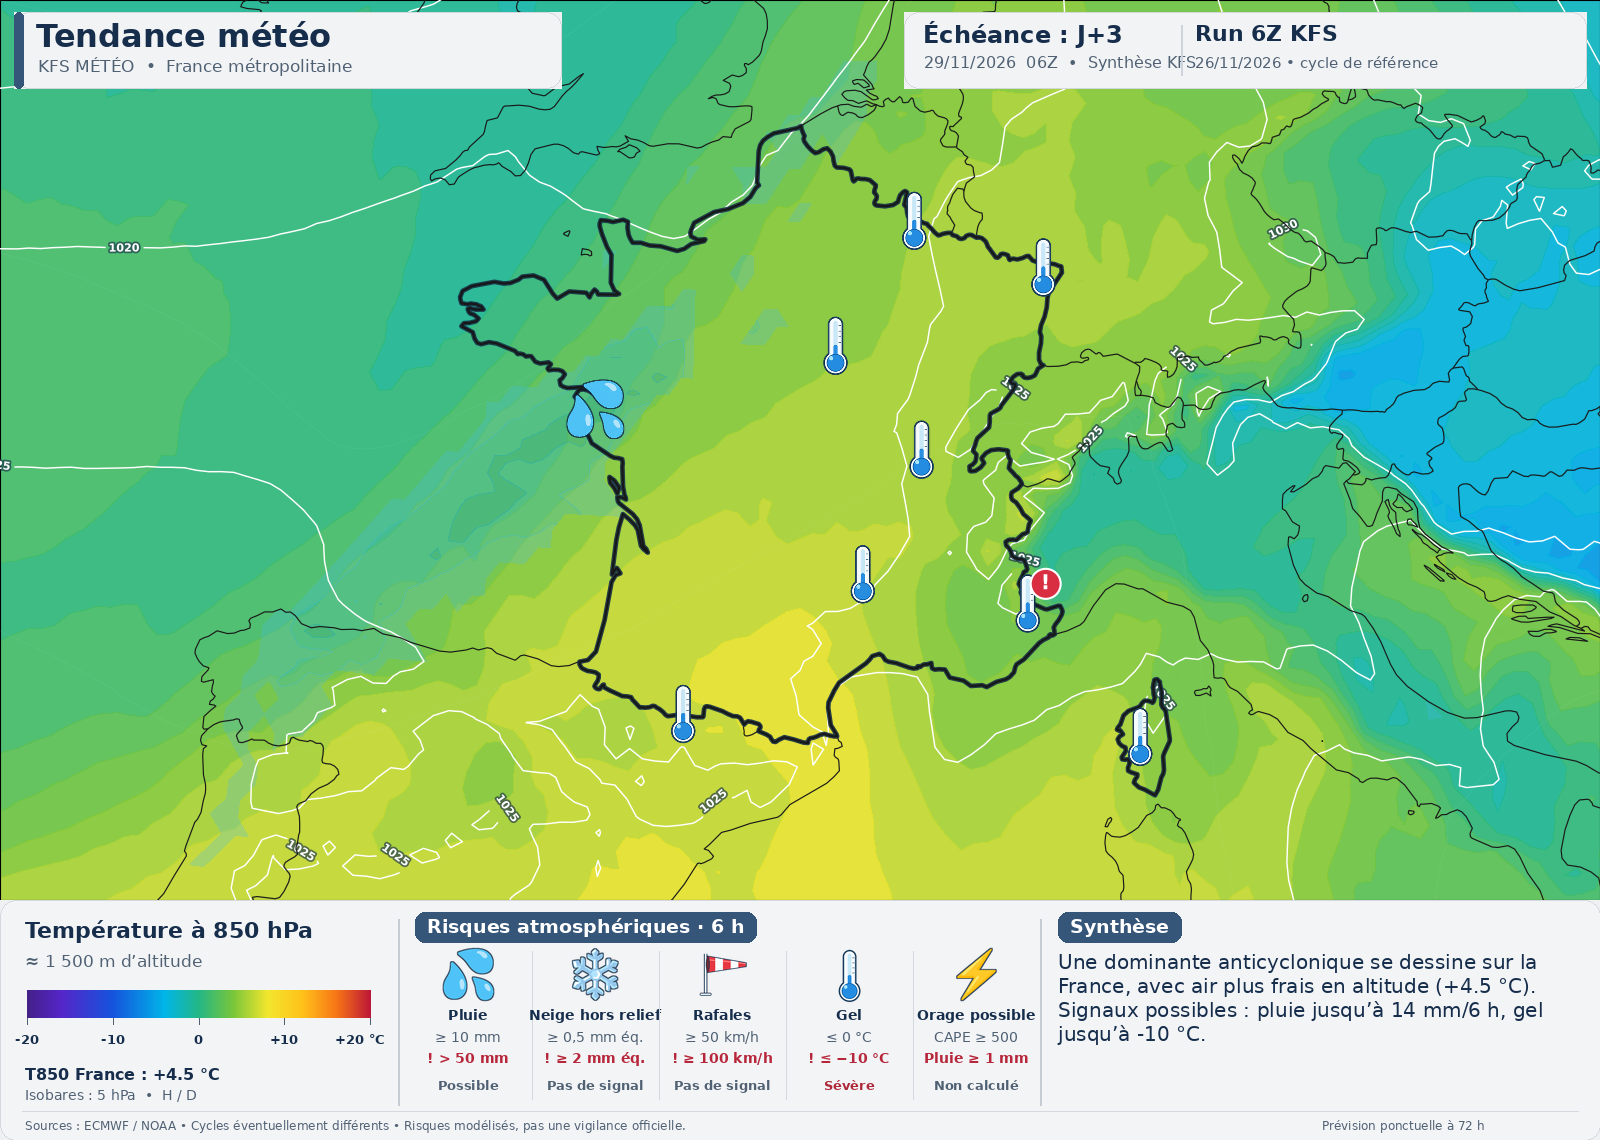 Tendance météo
KFS MÉTÉO • France métropolitaine
Échéance : J+3
29/11/2026 06Z • Synthèse KFS
Run 6Z KFS
26/11/2026 • cycle de référence
1020
1030
1025
1025
25
1025
1025
1025
1025
1025
1025
1025
!
Température à 850 hPa
≈ 1 500 m d’altitude
-20 -10 0 +10 +20 °C
T850 France : +4.5 °C
Isobares : 5 hPa • H / D
Risques atmosphériques · 6 h
Pluie
≥ 10 mm
! > 50 mm
Possible
Neige hors relief
≥ 0,5 mm éq.
! ≥ 2 mm éq.
Pas de signal
Rafales
≥ 50 km/h
! ≥ 100 km/h
Pas de signal
Gel
≤ 0 °C
! ≤ −10 °C
Sévère
Orage possible
CAPE ≥ 500
Pluie ≥ 1 mm
Non calculé
Synthèse
Une dominante anticyclonique se dessine sur la
France, avec air plus frais en altitude (+4.5 °C).
Signaux possibles : pluie jusqu’à 14 mm/6 h, gel
jusqu’à -10 °C.
Sources : ECMWF / NOAA • Cycles éventuellement différents • Risques modélisés, pas une vigilance officielle.
Prévision ponctuelle à 72 h